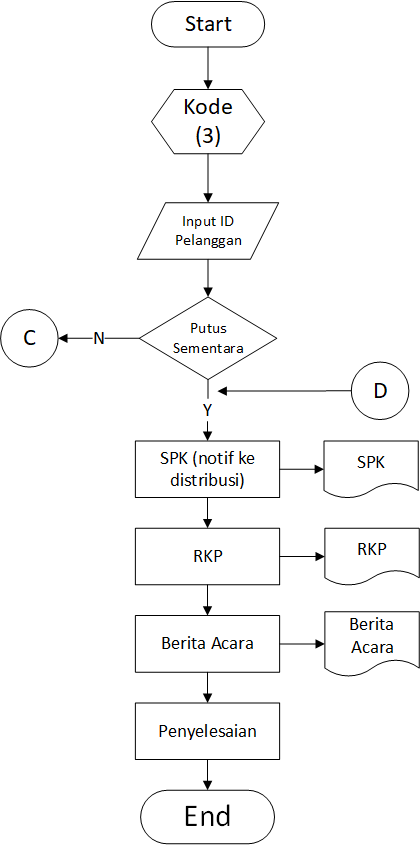 Start
Kode
(3)
Input ID
Pelanggan
Putus
Sementara
C
N
D
Y
SPK (notif ke
distribusi)
SPK
RKP
RKP
Berita Acara
Berita
Acara
Penyelesaian
End